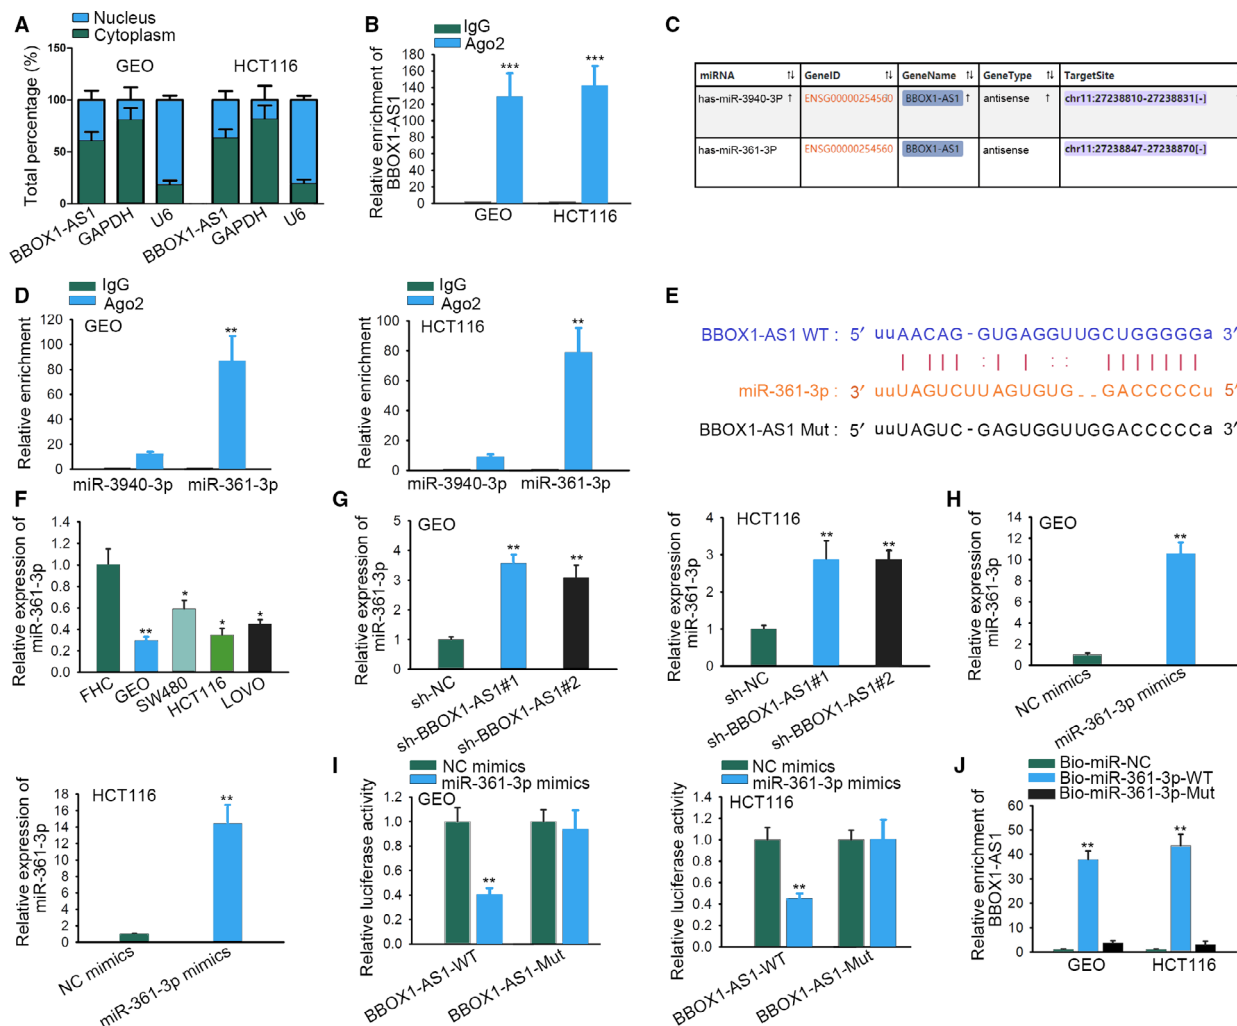 A
Nucleus
Cytoplasm
Total percentage (%)
150
100
50
0
GEO
HCT116
BBOX1-AS1
GAPDH
U6
BBOX1-AS1
GAPDH
U6
B
IgG
Ago2
Relative enrichment of
BBOX1-AS1
180
160
140
120
100
80
60
40
20
0
***
***
GEO
HCT116
C
miRNA ↑↓ GeneID ↑↓ GeneName ↑↓ GeneType ↑↓ TargetSite
has-miR-3940-3P ↑ ENSG00000254560 BBOX1-AS1 ↑ antisense ↑ chr11:27238810-27238831[-]
has-miR-361-3P ENSG00000254560 BBOX1-AS1 antisense chr11:27238847-27238870[-]
D
IgG
Ago2
GEO
Relative enrichment
120
100
80
60
40
20
0
**
miR-3940-3p
miR-361-3p
IgG
Ago2
HCT116
Relative enrichment
100
80
60
40
20
0
**
miR-3940-3p
miR-361-3p
E
BBOX1-AS1 WT : 5′ uuAACAG-GUGAGGUUGCUGGGGGa 3′
miR-361-3p : 3′ uuUAGUCUUAGUGUG--GACCCCCu 5′
BBOX1-AS1 Mut : 5′ uuUAGUC-GAGUGGUUGGACCCCCa 3′
F
Relative expression of
miR-361-3p
1.4
1.2
1.0
0.8
0.6
0.4
0.2
0.0
**
*
*
*
FHC
GEO
SW480
HCT116
LOVO
G
GEO
Relative expression of
miR-361-3p
5
4
3
2
1
0
**
**
sh-NC
sh-BBOX1-AS1#1
sh-BBOX1-AS1#2
HCT116
Relative expression of
miR-361-3p
4
3
2
1
0
**
**
sh-NC
sh-BBOX1-AS1#1
sh-BBOX1-AS1#2
H
GEO
Relative expression of
miR-361-3p
14
12
10
8
6
4
2
0
**
NC mimics
miR-361-3p mimics
HCT116
Relative expression of
miR-361-3p
18
16
14
12
10
8
6
4
2
0
**
NC mimics
miR-361-3p mimics
I
NC mimics
miR-361-3p mimics
GEO
Relative luciferase activity
1.2
1.0
0.8
0.6
0.4
0.2
0.0
**
BBOX1-AS1-WT
BBOX1-AS1-Mut
NC mimics
miR-361-3p mimics
HCT116
Relative luciferase activity
1.4
1.2
1.0
0.8
0.6
0.4
0.2
0.0
**
BBOX1-AS1-WT
BBOX1-AS1-Mut
J
Bio-miR-NC
Bio-miR-361-3p-WT
Bio-miR-361-3p-Mut
Relative enrichment of
BBOX1-AS1
60
50
40
30
20
10
0
**
**
GEO
HCT116